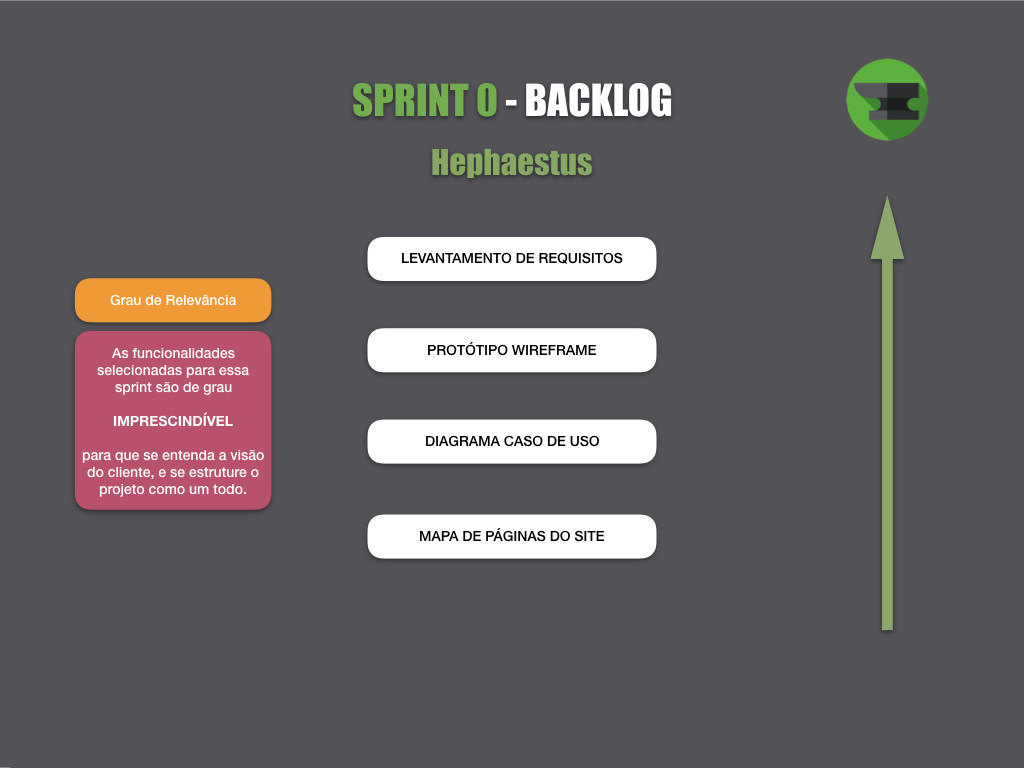 SPRINT 0 - BACKLOG
Hephaestus
LEVANTAMENTO DE REQUISITOS
Grau de Relevância
PROTÓTIPO WIREFRAME
As funcionalidades
selecionadas para essa
sprint são de grau
IMPRESCINDÍVEL
para que se entenda a visão
do cliente, e se estruture o
projeto como um todo.
DIAGRAMA CASO DE USO
MAPA DE PÁGINAS DO SITE